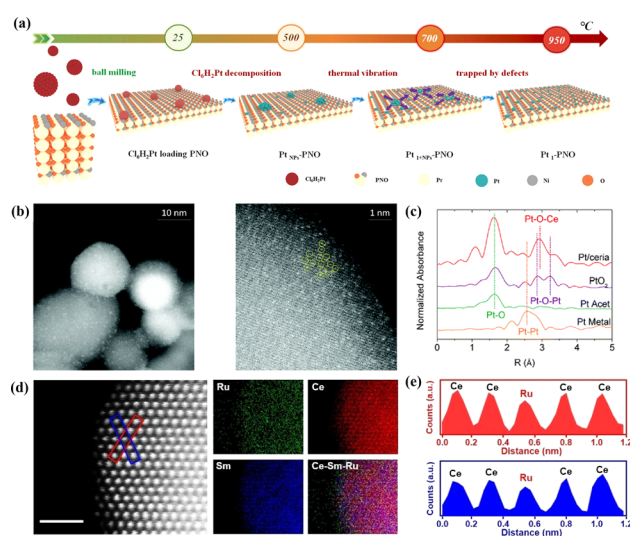 (a)
°C
25
500
700
950
ball milling
Cl₆H₂Pt decomposition
thermal vibration
trapped by defects
Cl₆H₂Pt loading PNO
Pt NPs-PNO
Pt 1+NPs-PNO
Pt 1-PNO
Cl₆H₂Pt
PNO
Pr
Pt
Ni
O
(b)
10 nm
1 nm
(c)
Normalized Absorbance
Pt-O-Ce
Pt/ceria
PtO₂
Pt-O-Pt
Pt-O
Pt Acet
Pt-Pt
Pt Metal
0 1 2 3 4 5
R (Å)
(d)
Ru
Ce
Sm
Ce-Sm-Ru
(e)
Counts (a.u.)
Ce Ce Ru Ce Ce
0.0 0.2 0.4 0.6 0.8 1.0 1.2
Distance (nm)
Counts (a.u.)
Ce Ce Ru Ce Ce
0.0 0.2 0.4 0.6 0.8 1.0 1.2
Distance (nm)